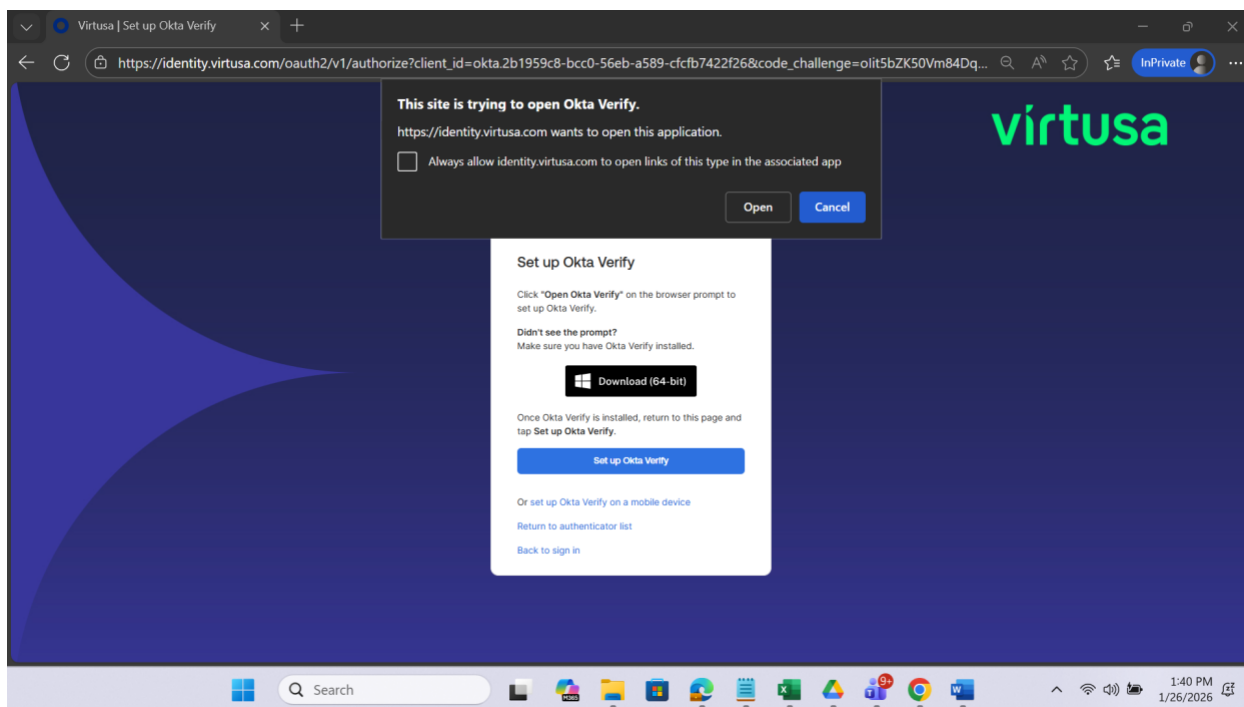 Virtusa | Set up Okta Verify
https://identity.virtusa.com/oauth2/v1/authorize?client_id=okta.2b1959c8-bcc0-56eb-a589-cfcfb7422f26&code_challenge=olit5bZK50Vm84Dq...
InPrivate
This site is trying to open Okta Verify.
https://identity.virtusa.com wants to open this application.
Always allow identity.virtusa.com to open links of this type in the associated app
Open
Cancel
virtusa
Set up Okta Verify
Click "Open Okta Verify" on the browser prompt to
set up Okta Verify.
Didn't see the prompt?
Make sure you have Okta Verify installed.
Download (64-bit)
Once Okta Verify is installed, return to this page and
tap Set up Okta Verify.
Set up Okta Verify
Or set up Okta Verify on a mobile device
Return to authenticator list
Back to sign in
Search
M365
9+
1:40 PM
1/26/2026